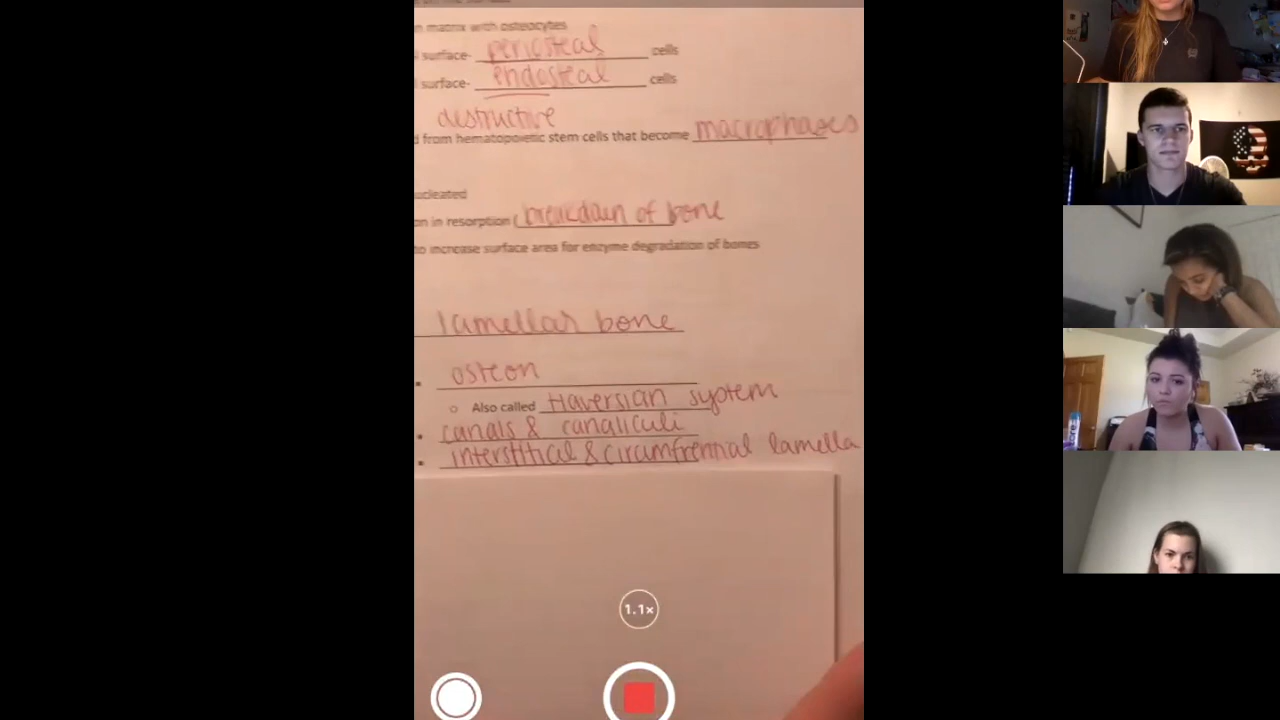 matrix with osteocytes
surface- periosteal cells
surface- endosteal cells
destructive
from hematopoietic stem cells that become macrophages
ucleated
on in resorption (breakdown of bone
to increase surface area for enzyme degradation of bones
lamellar bone
osteon
Also called Haversian system
canals & canaliculi
interstitial & circumfrennial lamella
1.1x